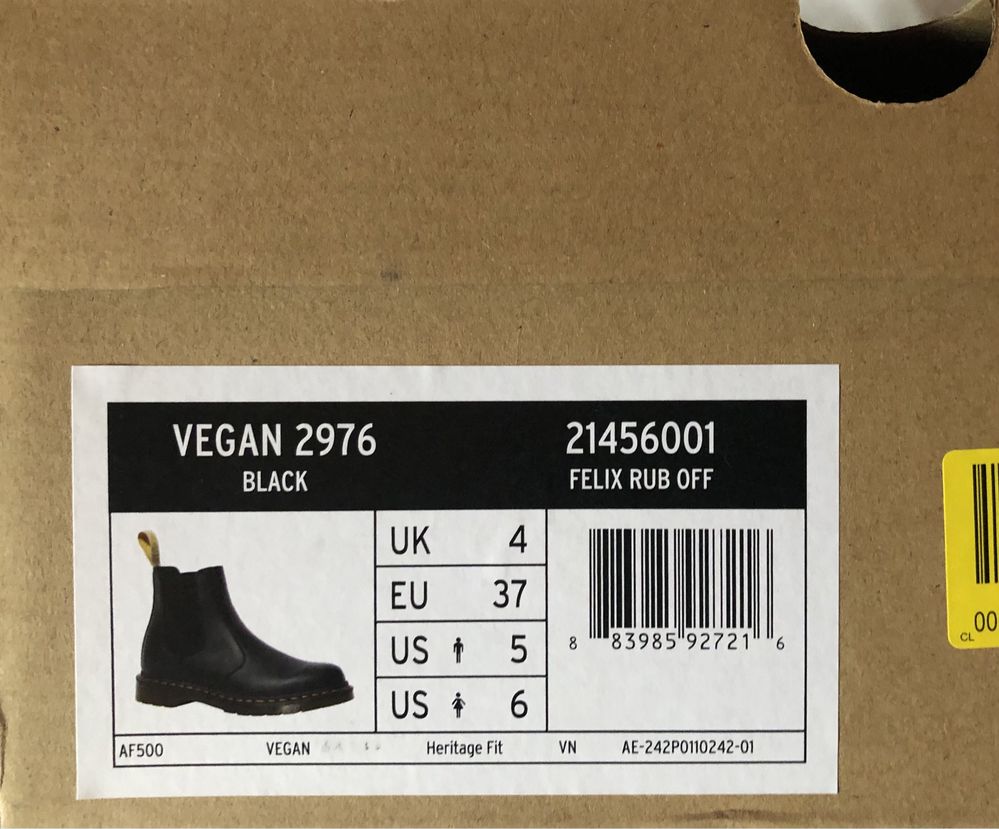 VEGAN 2976
BLACK
21456001
FELIX RUB OFF
UK 4
EU 37
US 5
US 6
8 83985 92721 6
AF500 VEGAN Heritage Fit VN AE-242P0110242-01
00
CL